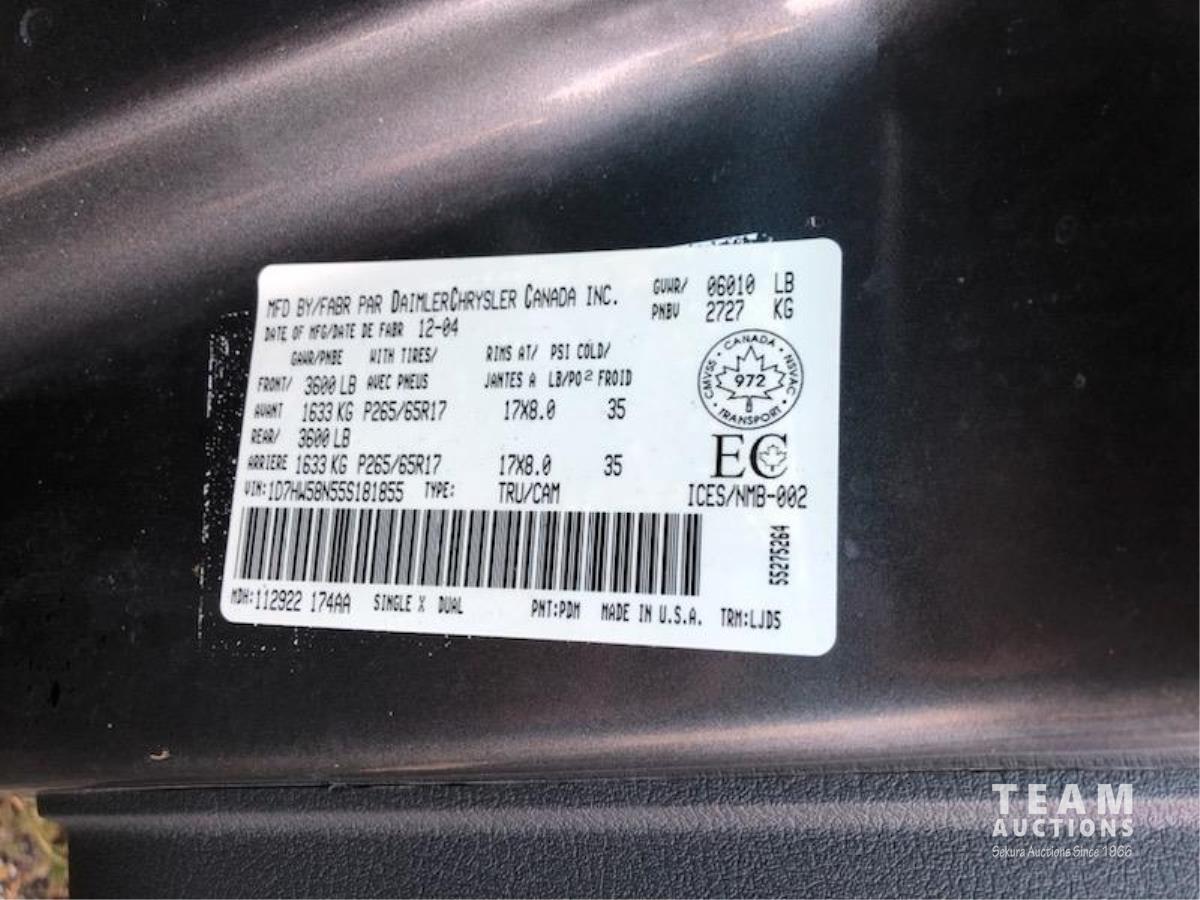 MFD BY/FABR PAR DAIMLERCHRYSLER CANADA INC.
GVWR/ 06010 LB
PNBV 2727 KG
DATE OF MFG/DATE DE FABR 12-04
GAWR/PNBE WITH TIRES/ RIMS AT/ PSI COLD/
FRONT/ 3600 LB AVEC PNEUS JANTES A LB/PO² FROID
AVANT 1633 KG P265/65R17 17X8.0 35
REAR/ 3600 LB
ARRIERE 1633 KG P265/65R17 17X8.0 35
VIN:1D7HW58N55S181855 TYPE: TRU/CAM
CANADA
CMVSS NSVAC
972
TRANSPORT
EC
ICES/NMB-002
55275264
MDH:112922 174AA SINGLE X DUAL PNT:PDM MADE IN U.S.A. TRM:LJD5
TEAM
AUCTIONS
Sekura Auctions Since 1966